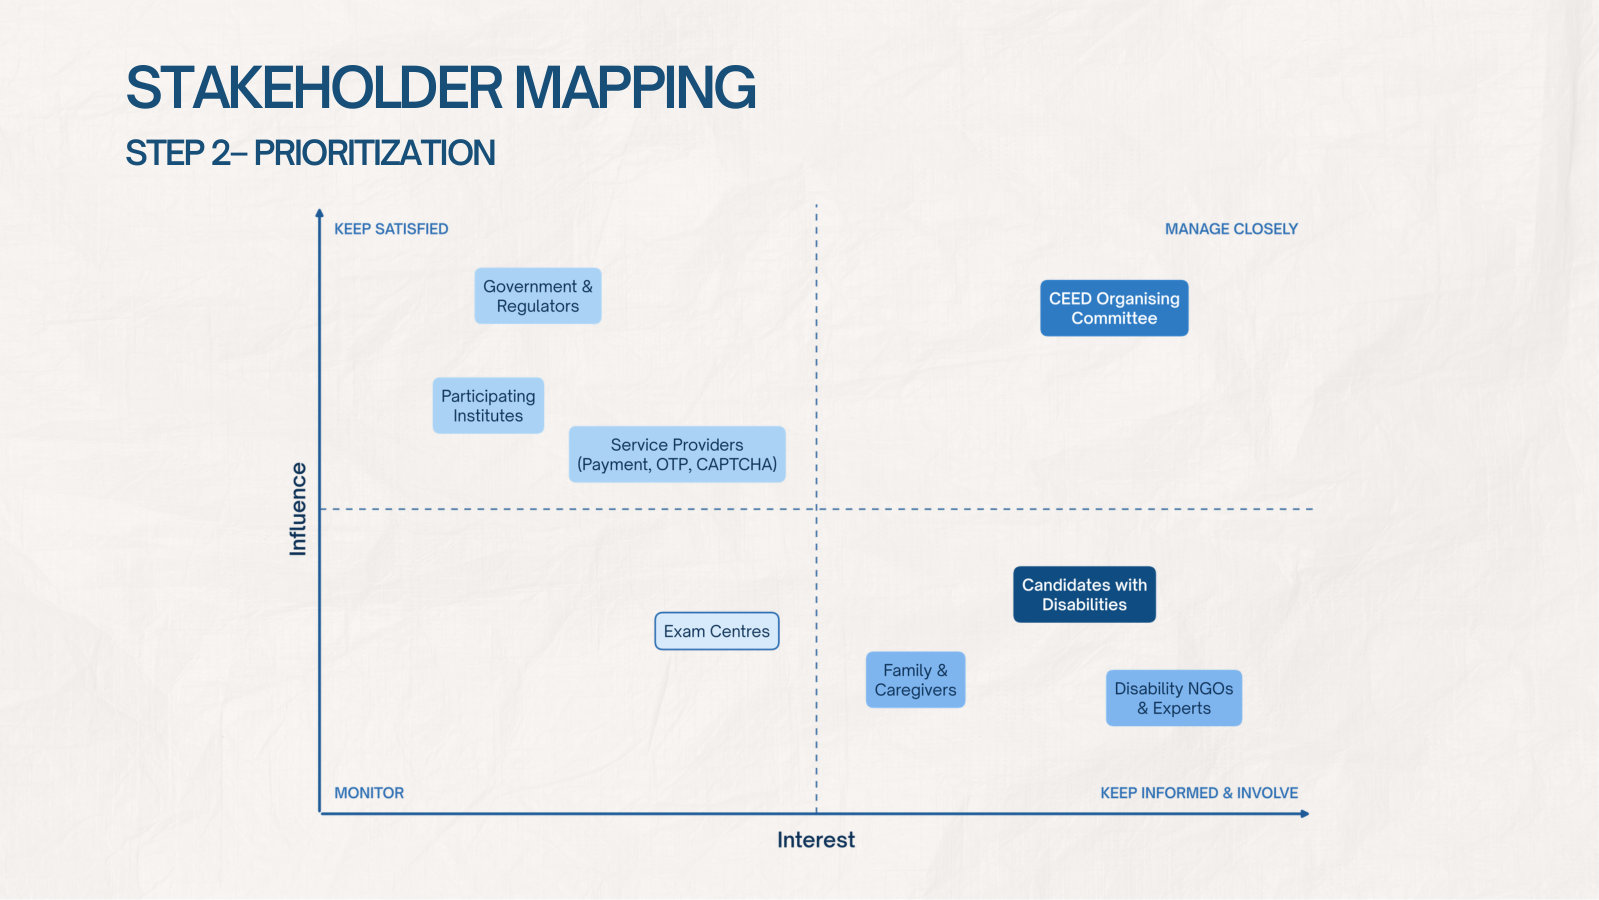 STAKEHOLDER MAPPING
STEP 2– PRIORITIZATION
KEEP SATISFIED
MANAGE CLOSELY
Government &
Regulators
CEED Organising
Committee
Participating
Institutes
Service Providers
(Payment, OTP, CAPTCHA)
Influence
Candidates with
Disabilities
Exam Centres
Family &
Caregivers
Disability NGOs
& Experts
MONITOR
KEEP INFORMED & INVOLVE
Interest